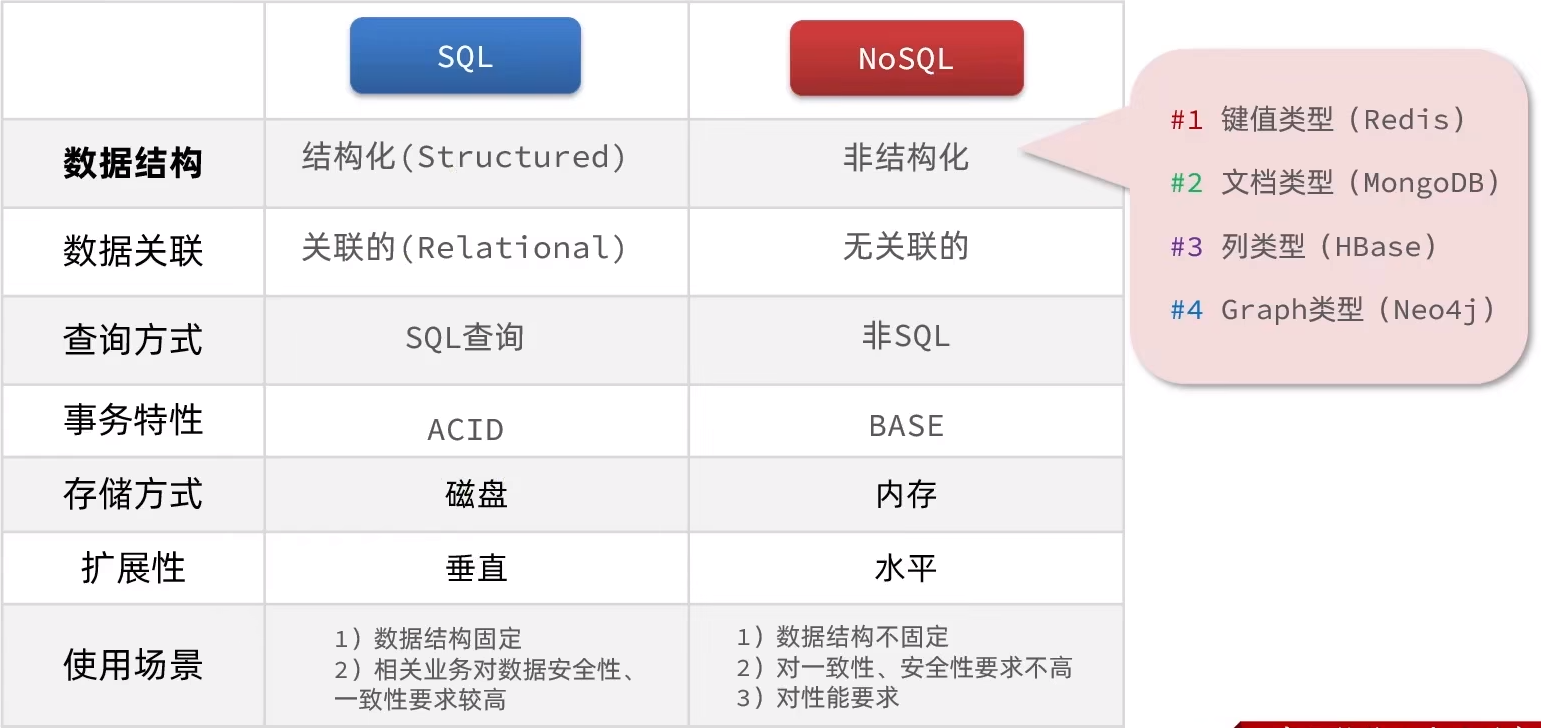 SQL
NoSQL
数据结构
结构化(Structured)
非结构化
#1 键值类型（Redis）
#2 文档类型（MongoDB）
#3 列类型（HBase）
#4 Graph类型（Neo4j）
数据关联
关联的(Relational)
无关联的
查询方式
SQL查询
非SQL
事务特性
ACID
BASE
存储方式
磁盘
内存
扩展性
垂直
水平
使用场景
1）数据结构固定
2）相关业务对数据安全性、
一致性要求较高
1）数据结构不固定
2）对一致性、安全性要求不高
3）对性能要求